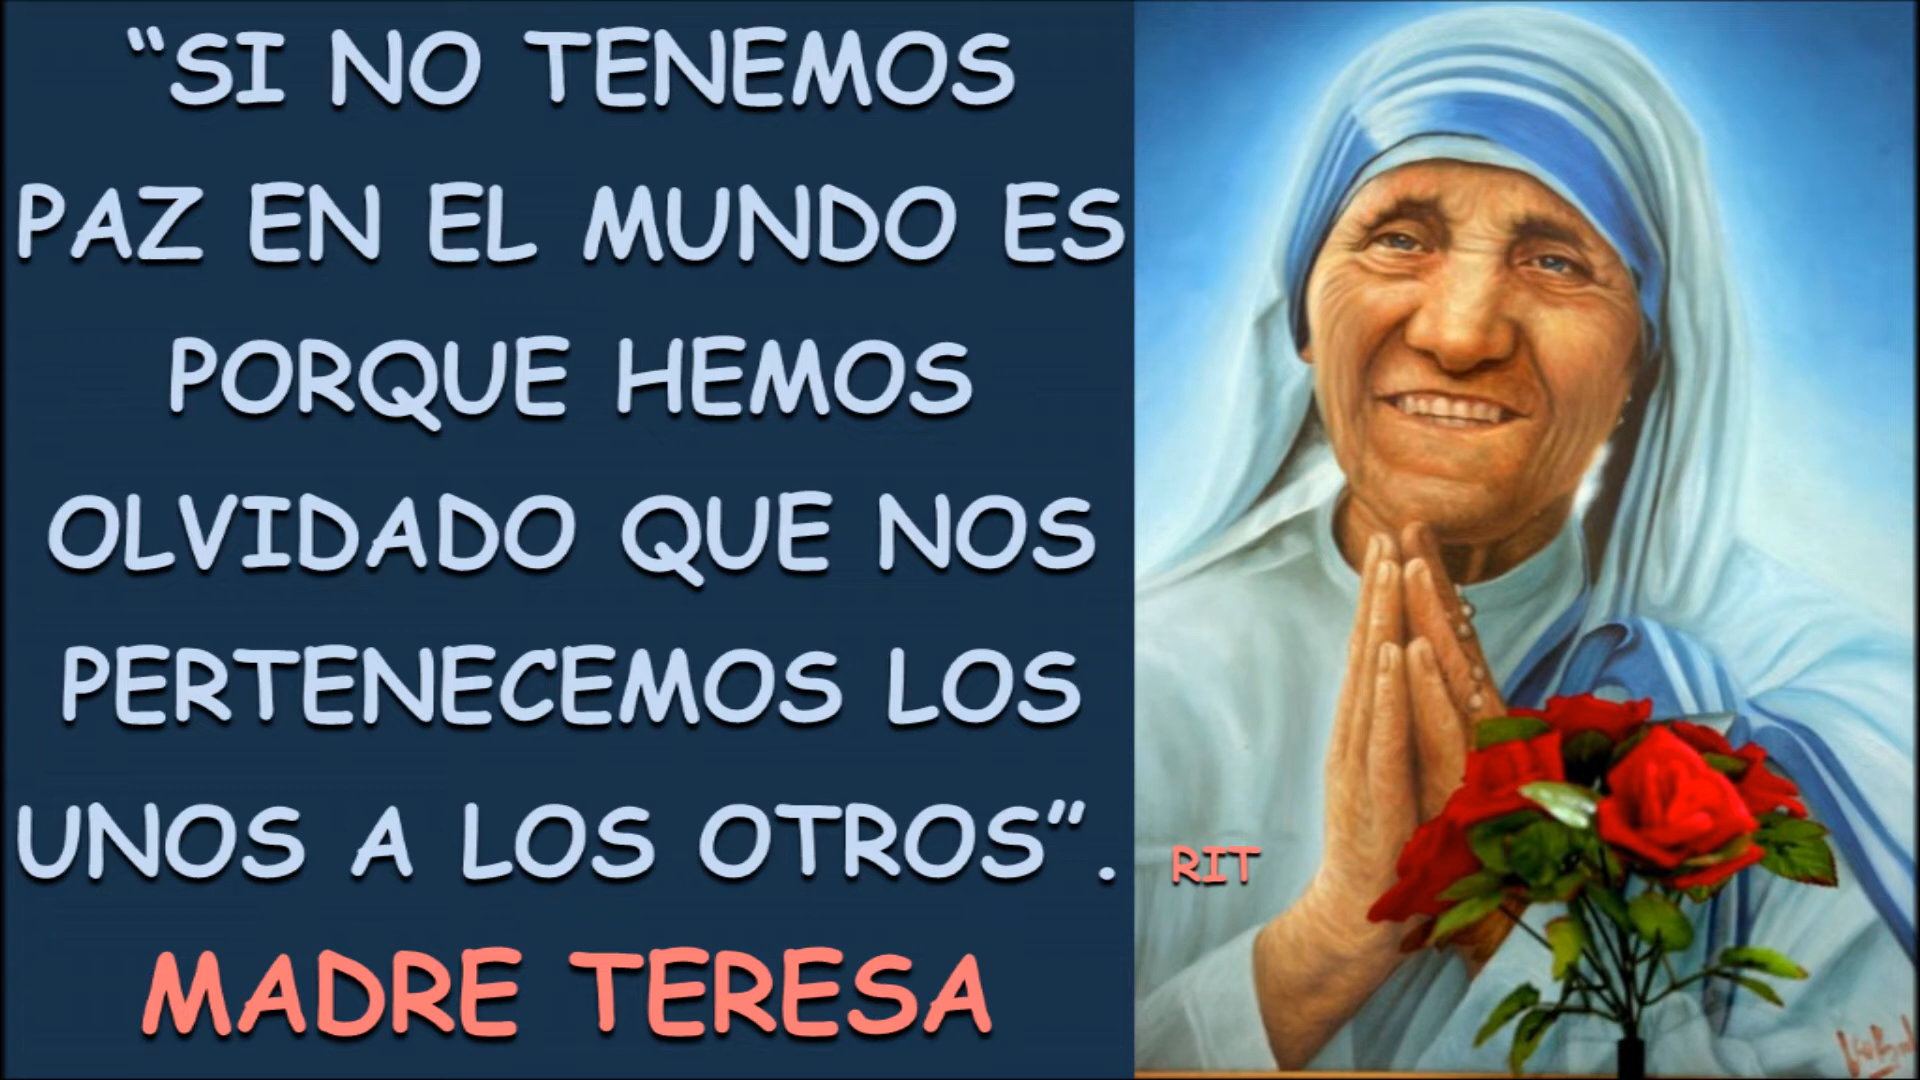 “SI NO TENEMOS
PAZ EN EL MUNDO ES
PORQUE HEMOS
OLVIDADO QUE NOS
PERTENECEMOS LOS
UNOS A LOS OTROS”.
MADRE TERESA
RIT